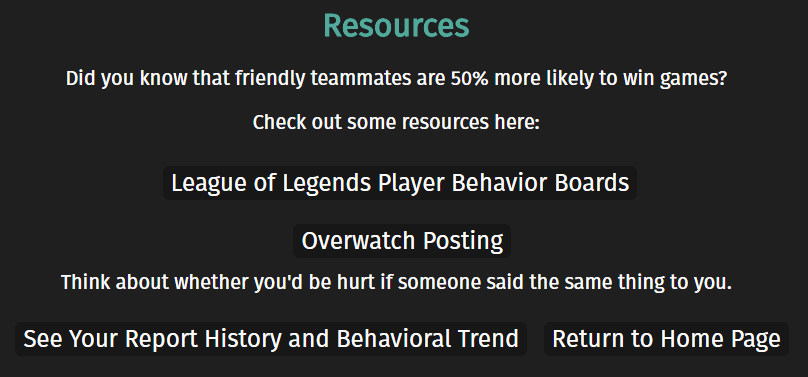 Resources
Did you know that friendly teammates are 50% more likely to win games?
Check out some resources here:
League of Legends Player Behavior Boards
Overwatch Posting
Think about whether you'd be hurt if someone said the same thing to you.
See Your Report History and Behavioral Trend Return to Home Page